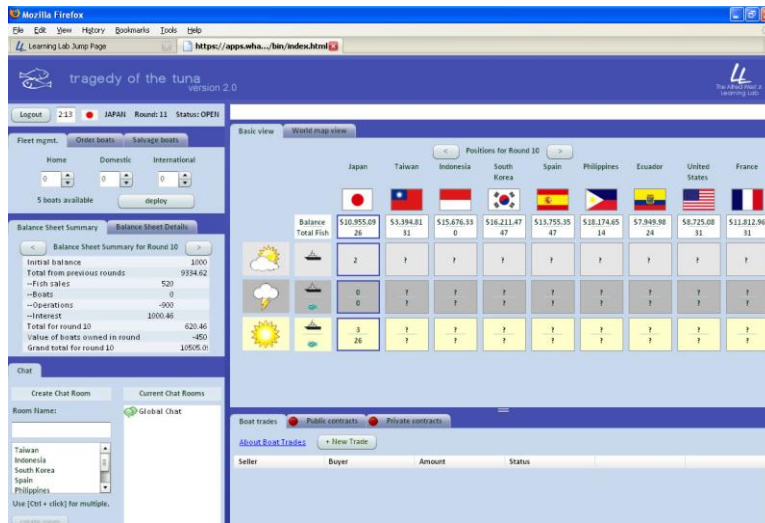 Mozilla Firefox
File Edit View History Bookmarks Tools Help
Learning Lab Jump Page
https://apps.wha.../bin/index.html
tragedy of the tuna
version 2.0
Learning Lab
Logout 2:13 JAPAN Round: 11 Status: OPEN
Fleet mgmt. Order boats Salvage boats
Home Domestic International
0 0 0
5 boats available deploy
Balance Sheet Summary Balance Sheet Details
< Balance Sheet Summary for Round 10 >
Initial balance 1000
Total from previous rounds 9334.62
--Fish sales 520
--Boats 0
--Operations -900
--Interest 1000.46
Total for round 10 620.46
Value of boats owned in round -450
Grand total for round 10
Chat
Create Chat Room Current Chat Rooms
Room Name: Global Chat
Taiwan
Indonesia
South Korea
Spain
Philippines
Use [Ctrl + click] for multiple.
Basic view World map view
< Positions for Round 10 >
Japan Taiwan Indonesia South Korea Spain Philippines Ecuador United States France
Balance $10,955.09 $3,394.81 $15,676.33 $16,211.47 $13,755.35 $18,174.65 $7,949.98 $8,725.08 $11,812.96
Total Fish 26 31 0 47 47 14 24 31 31
2 ? ? ? ? ? ? ? ?
0 ? ? ? ? ? ? ? ?
0 ? ? ? ? ? ? ? ?
3 ? ? ? ? ? ? ? ?
26 ? ? ? ? ? ? ? ?
Boat trades Public contracts Private contracts
About Boat Trades + New Trade
Seller Buyer Amount Status